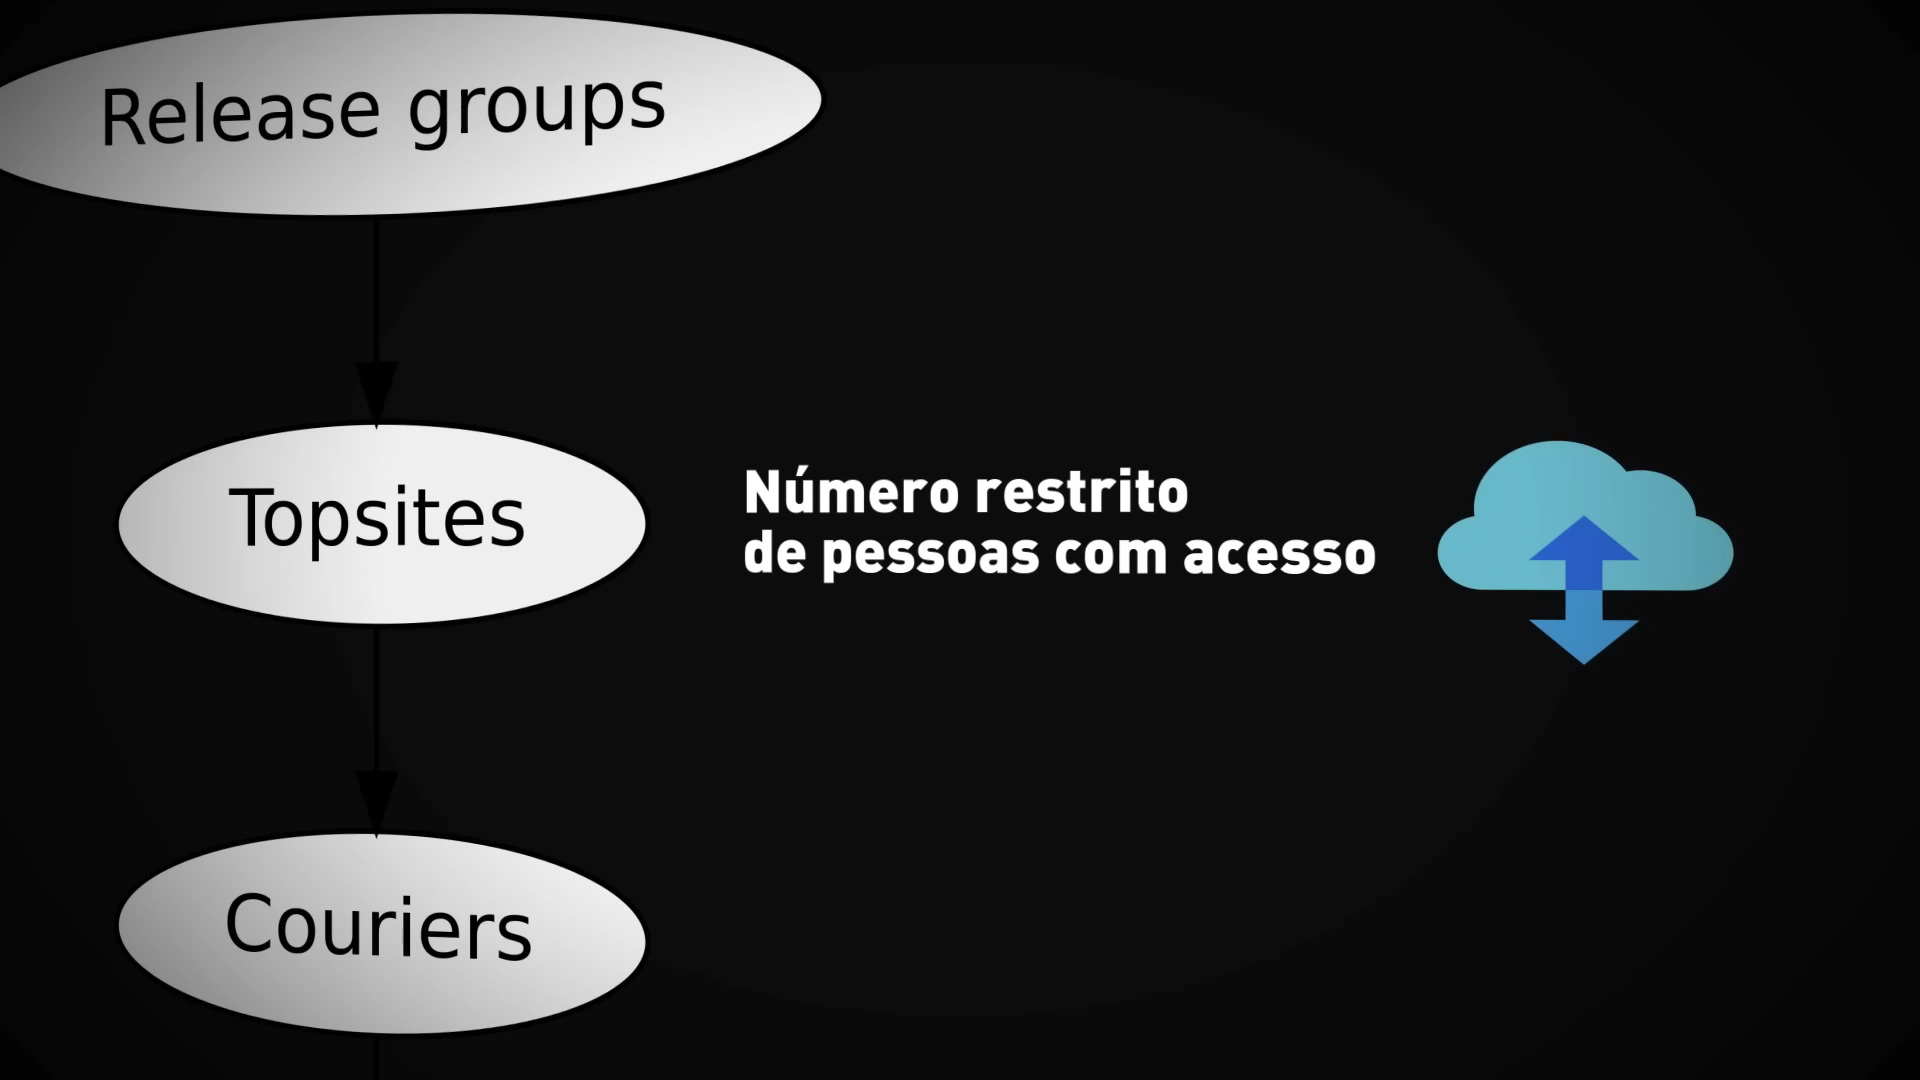 Release groups
Topsites
Número restrito
de pessoas com acesso
Couriers